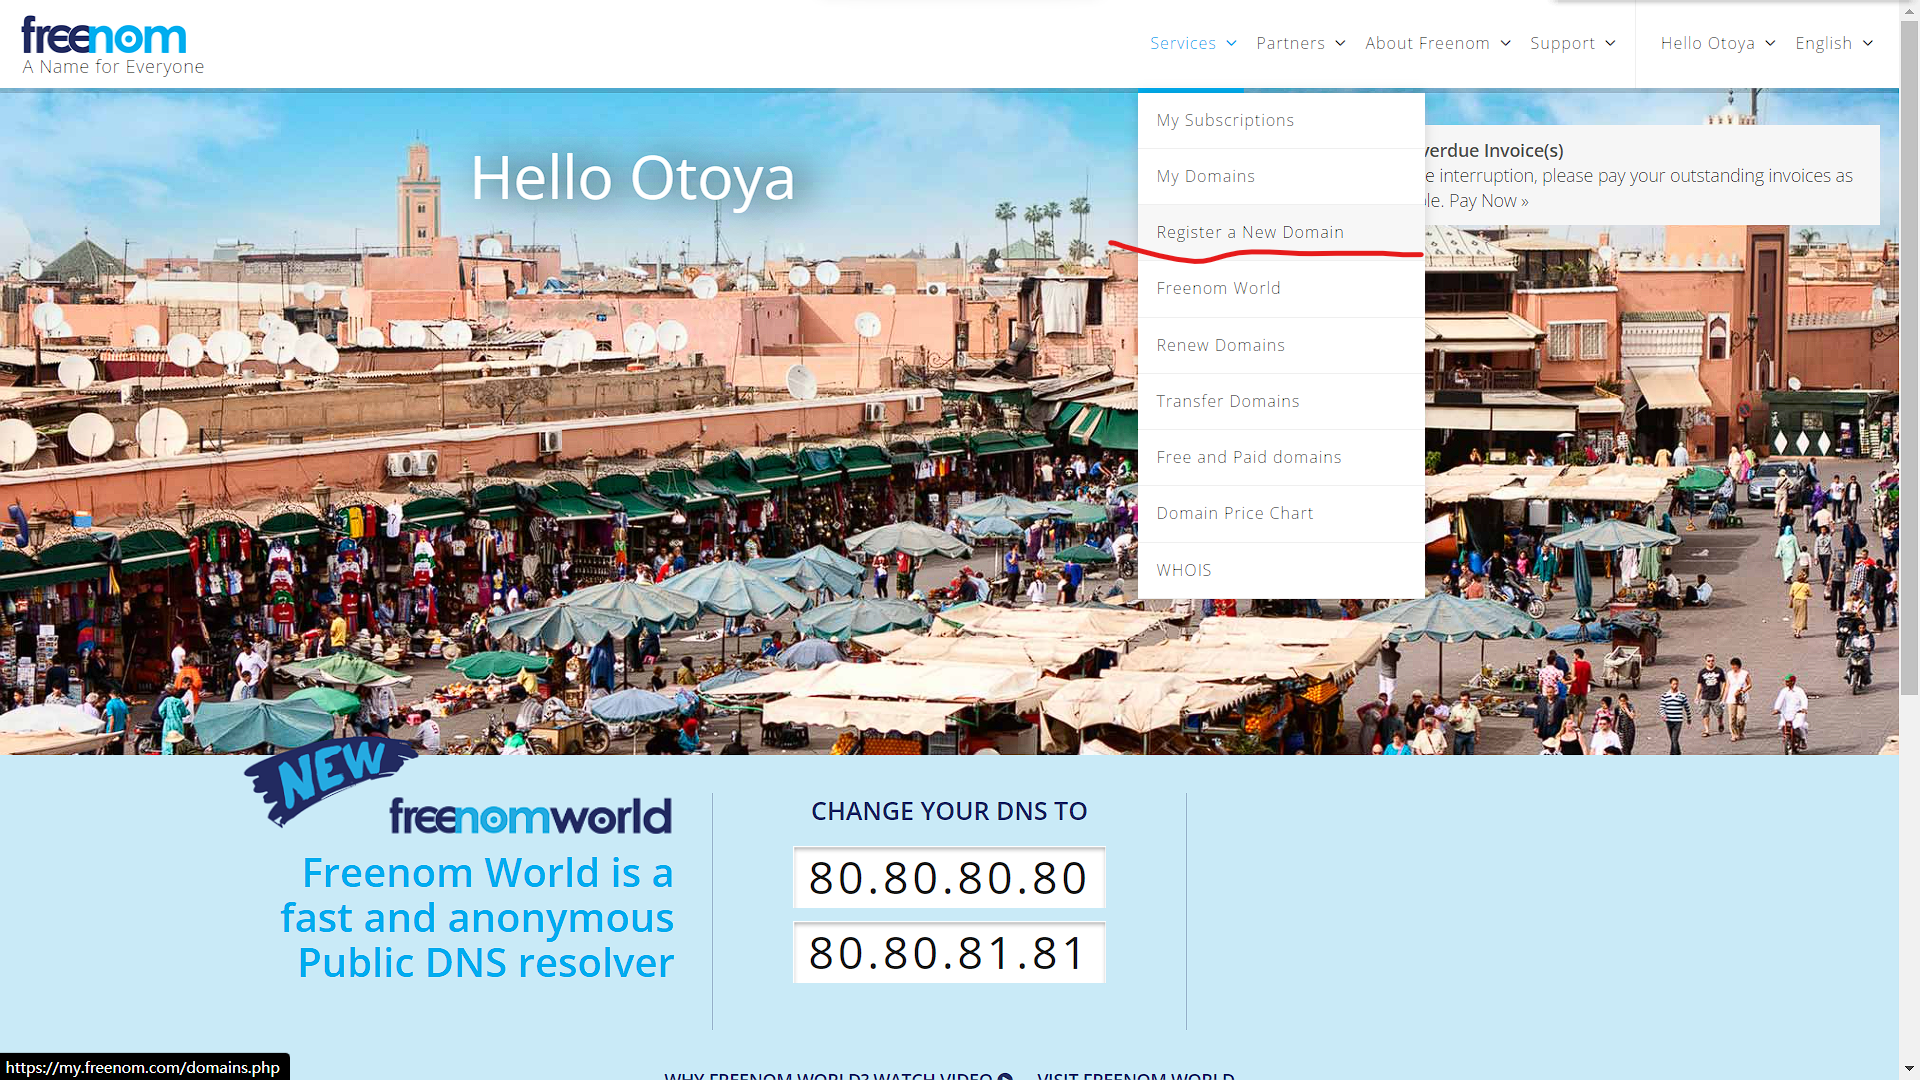 freenom
A Name for Everyone
Services
Partners
About Freenom
Support
Hello Otoya
English
Hello Otoya
My Subscriptions
My Domains
Register a New Domain
Freenom World
Renew Domains
Transfer Domains
Free and Paid domains
Domain Price Chart
WHOIS
verdue Invoice(s)
e interruption, please pay your outstanding invoices as
le. Pay Now »
NEW
freenomworld
Freenom World is a
fast and anonymous
Public DNS resolver
CHANGE YOUR DNS TO
80.80.80.80
80.80.81.81
WHY FREENOM WORLD? WATCH VIDEO
VISIT FREENOM WORLD
https://my.freenom.com/domains.php